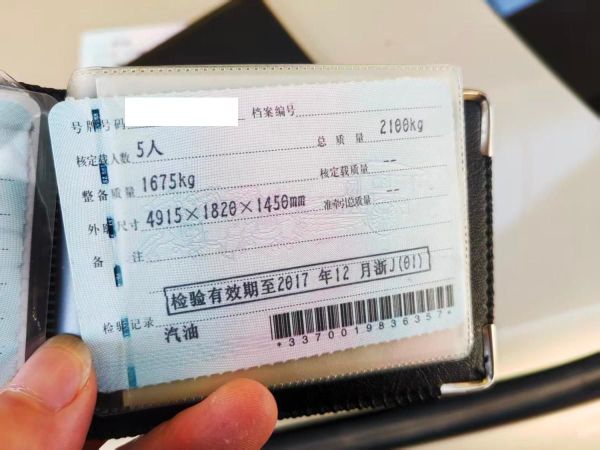 号牌号码 档案编号
核定载人数 5人 总质量 2100kg
整备质量 1675kg 核定载质量 --
外廓尺寸 4915×1820×1450mm 准牵引总质量 --
备注
检验有效期至2017年12月浙J(01)
检验记录
汽油
*3370019836357*